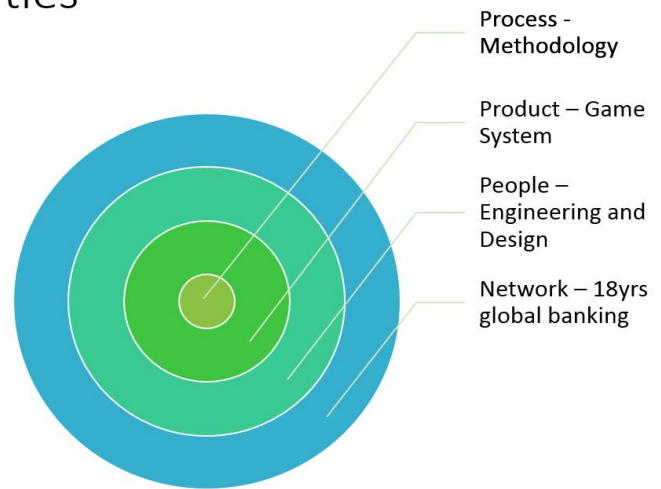 Process -
Methodology
Product – Game
System
People –
Engineering and
Design
Network – 18yrs
global banking